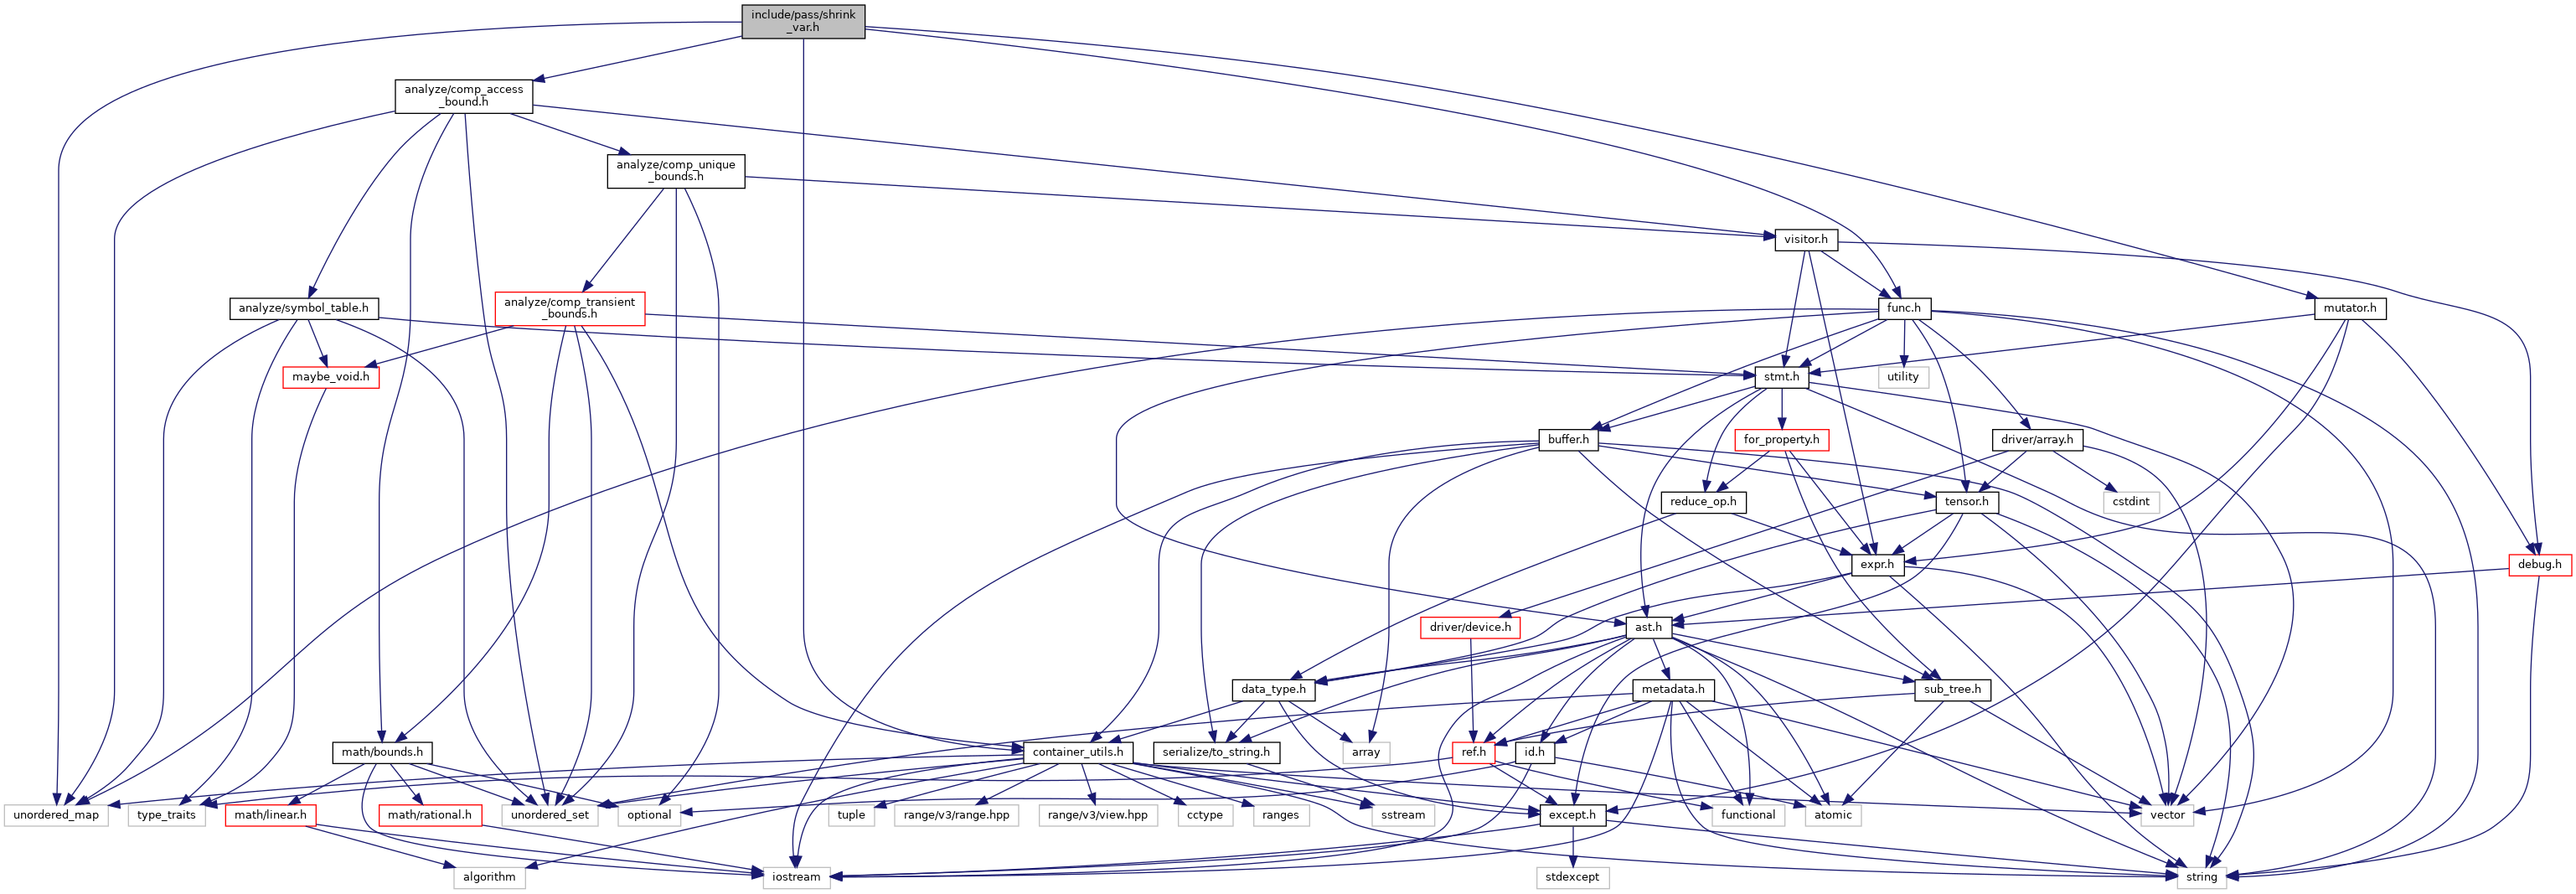 include/pass/shrink
_var.h
analyze/comp_access
_bound.h
analyze/comp_unique
_bounds.h
visitor.h
analyze/symbol_table.h
analyze/comp_transient
_bounds.h
func.h
mutator.h
maybe_void.h
stmt.h
utility
buffer.h
for_property.h
driver/array.h
reduce_op.h
tensor.h
cstdint
expr.h
debug.h
driver/device.h
ast.h
data_type.h
metadata.h
sub_tree.h
math/bounds.h
container_utils.h
serialize/to_string.h
array
ref.h
id.h
unordered_map
type_traits
math/linear.h
math/rational.h
unordered_set
optional
tuple
range/v3/range.hpp
range/v3/view.hpp
cctype
ranges
sstream
except.h
functional
atomic
vector
algorithm
iostream
stdexcept
string